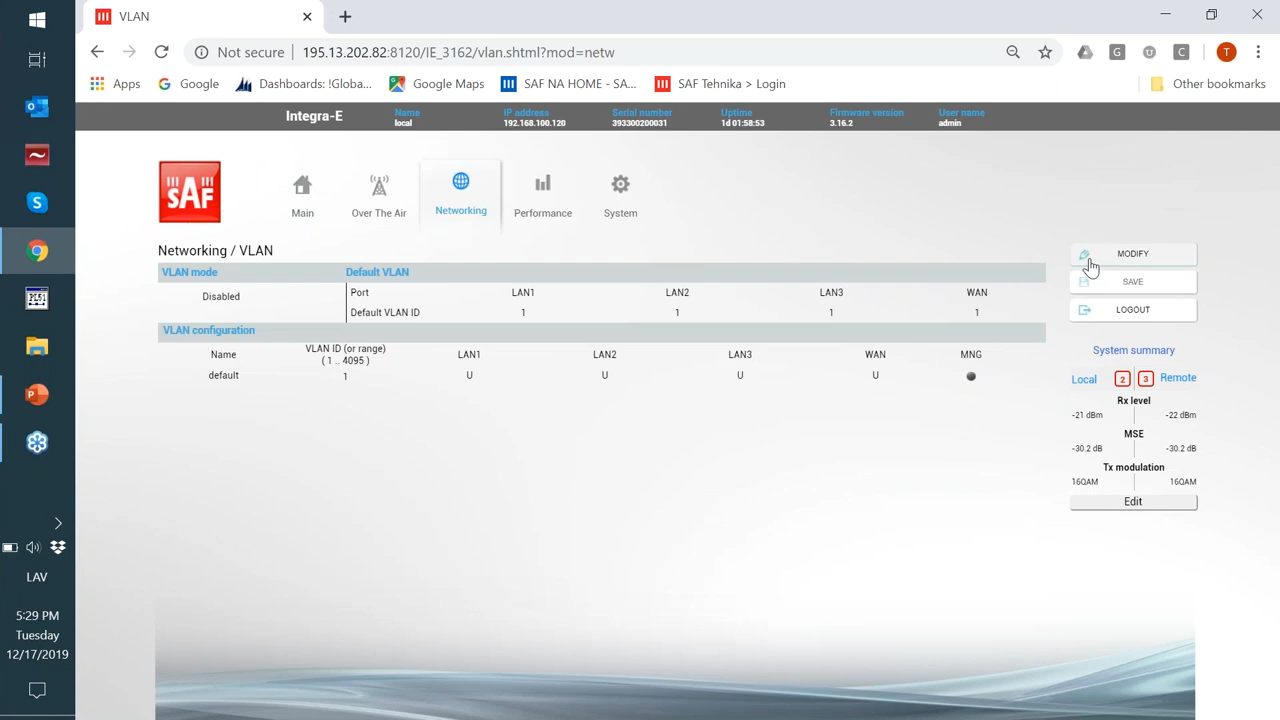 VLAN
Not secure 195.13.202.82:8120/IE_3162/vlan.shtml?mod=netw
G C T
Apps Google Dashboards: !Globa... Google Maps SAF NA HOME - SA... SAF Tehnika > Login Other bookmarks
Integra-E
Name IP address Serial number Uptime Firmware version User name
local 192.168.100.120 393300200031 1d 01:58:53 3.16.2 admin
SAF
Main Over The Air Networking Performance System
Networking / VLAN
VLAN mode Default VLAN
Disabled
Port LAN1 LAN2 LAN3 WAN
Default VLAN ID 1 1 1 1
VLAN configuration
Name VLAN ID (or range) LAN1 LAN2 LAN3 WAN MNG
( 1 .. 4095 )
default 1 U U U U
MODIFY
SAVE
LOGOUT
System summary
Local 2 3 Remote
Rx level
-21 dBm -22 dBm
MSE
-30.2 dB -30.2 dB
Tx modulation
16QAM 16QAM
Edit
LAV
5:29 PM
Tuesday
12/17/2019